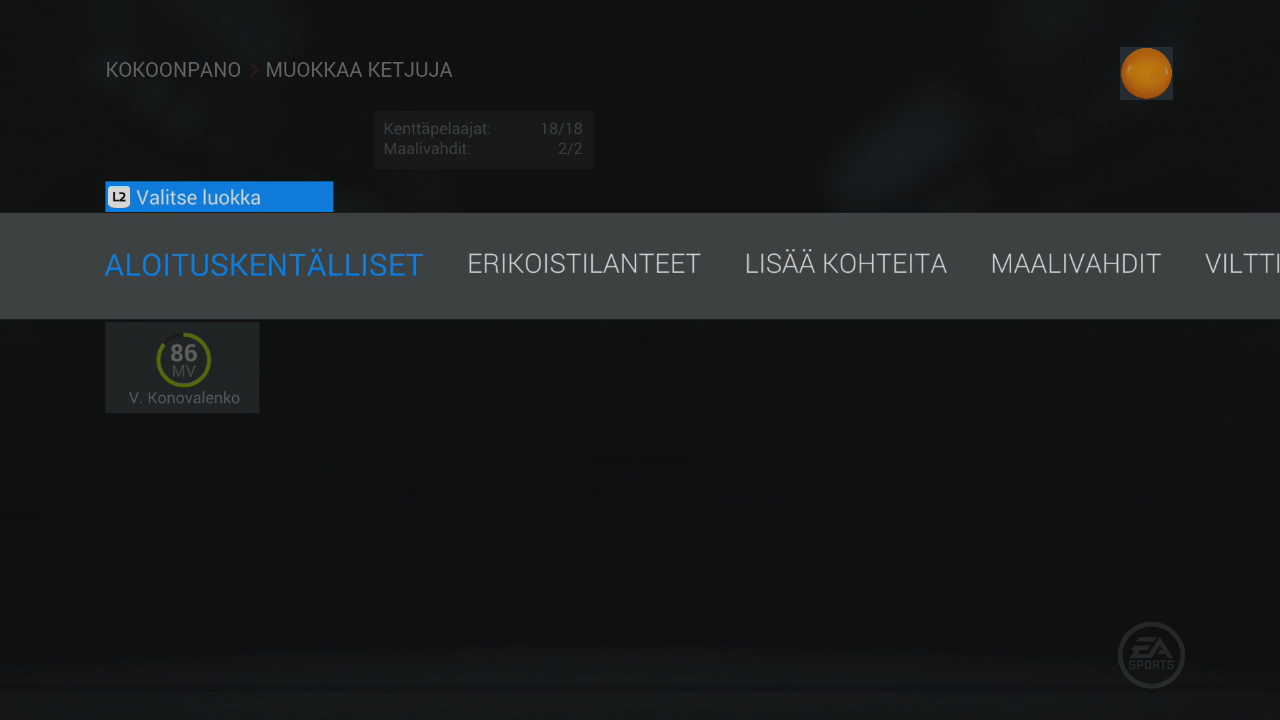 KOKOONPANO > MUOKKAA KETJUJA
Kenttäpelaajat: 18/18
Maalivahdit: 2/2
L2 Valitse luokka
ALOITUSKENTÄLLISET ERIKOISTILANTEET LISÄÄ KOHTEITA MAALIVAHDIT VILTTI
86
MV
V. Konovalenko
EA
SPORTS